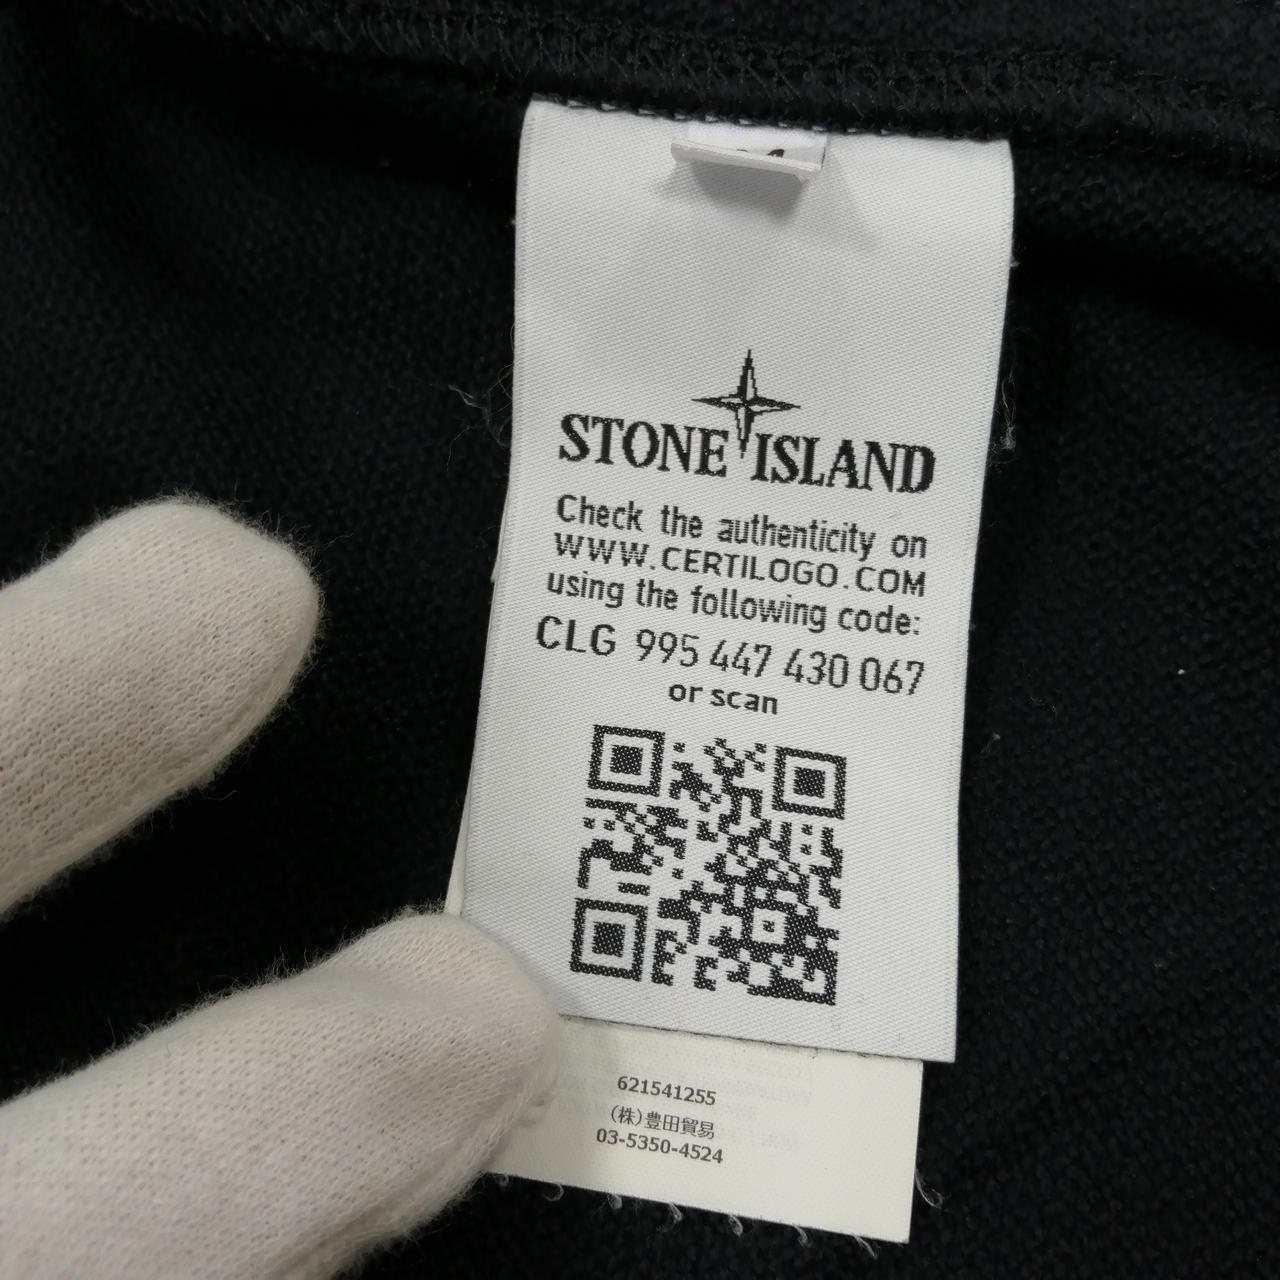 STONE ISLAND
Check the authenticity on
WWW.CERTILOGO.COM
using the following code:
CLG 995 447 430 067
or scan
621541255
(株)豊田貿易
03-5350-4524